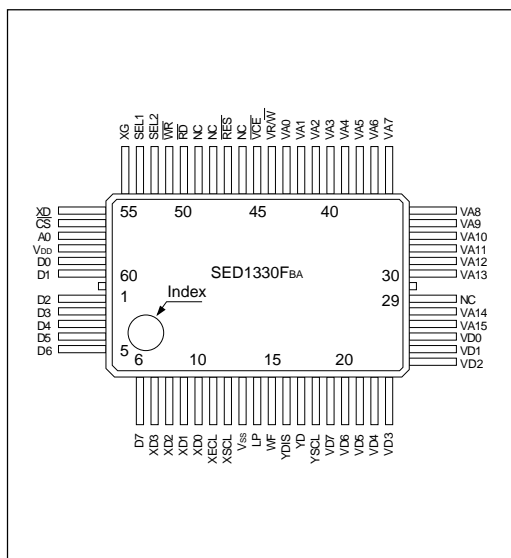 XG SEL1 SEL2 WR RD NC NC RES NC VCE VR/W VA0 VA1 VA2 VA3 VA4 VA5 VA6 VA7
55 50 45 40
XD
CS
A0
VDD
D0
D1
60
1
D2
D3
D4
D5
D6
5
SED1330FBA
Index
VA8
VA9
VA10
VA11
VA12
VA13
30
29
NC
VA14
VA15
VD0
VD1
VD2
6 10 15 20
D7 XD3 XD2 XD1 XD0 XECL XSCL VSS LP WF YDIS YD YSCL VD7 VD6 VD5 VD4 VD3